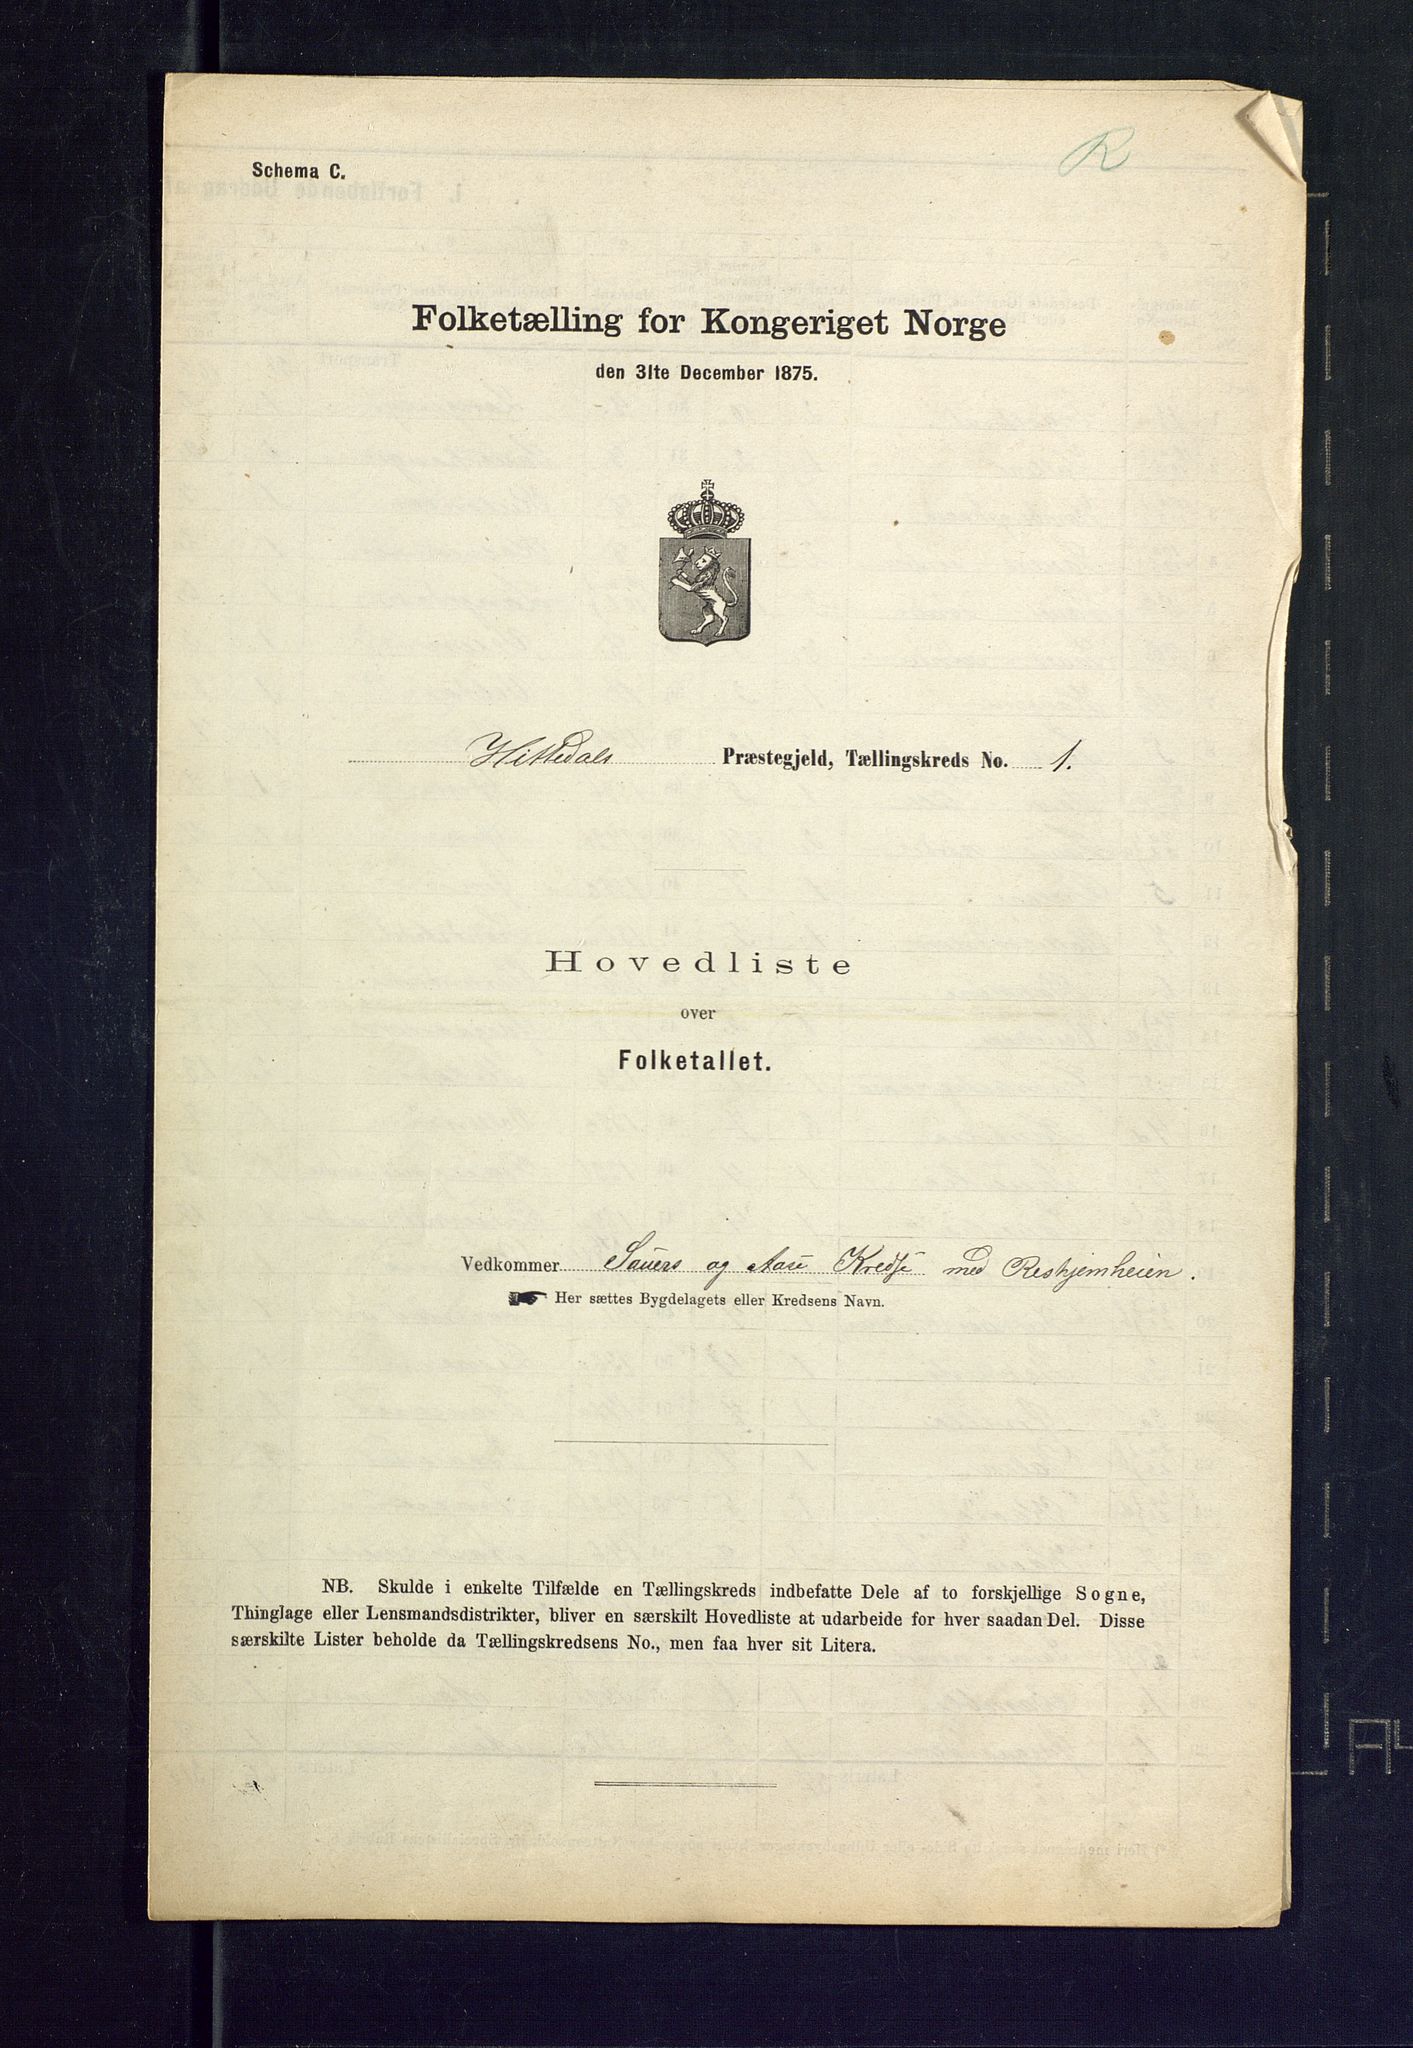 R
Schema C.
Folketælling for Kongeriget Norge
den 31te December 1875.
Hitterdals Præstegjeld, Tællingskreds No. 1.
Hovedliste
over
Folketallet.
Vedkommer Sauers og Aase Kredse med Reskjemheien.
Her sættes Bygdelagets eller Kredsens Navn.
NB. Skulde i enkelte Tilfælde en Tællingskreds indbefatte Dele af to forskjellige Sogne,
Thinglage eller Lensmandsdistrikter, bliver en særskilt Hovedliste at udarbeide for hver saadan Del. Disse
særskilte Lister beholde da Tællingskredsens No., men faa hver sit Litera.
A4